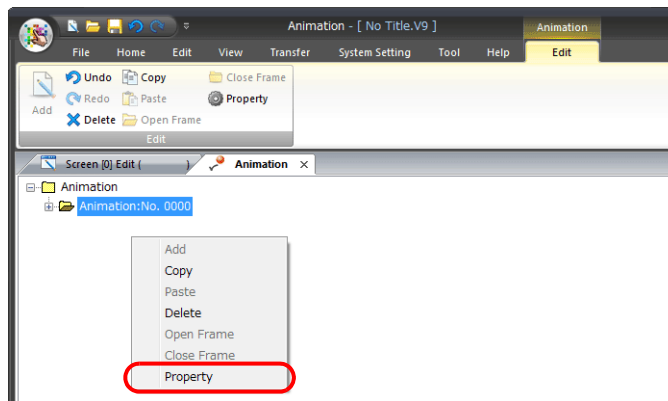 Animation - [ No Title.V9 ]
Animation
File Home Edit View Transfer System Setting Tool Help Edit
Add
Undo Copy Close Frame
Redo Paste Property
Delete Open Frame
Edit
Screen [0] Edit ( ) Animation ×
Animation
Animation:No. 0000
Add
Copy
Paste
Delete
Open Frame
Close Frame
Property